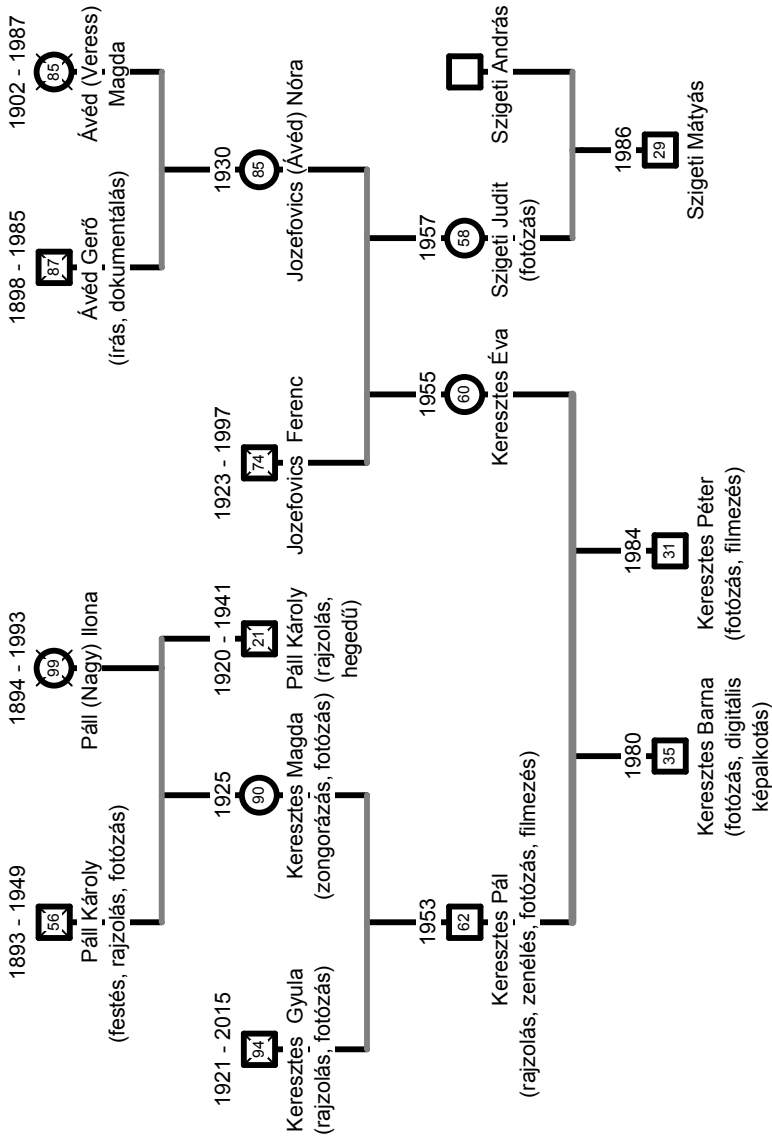 1893 - 1949
56
Páll Károly
(festés, rajzolás, fotózás)
1894 - 1993
99
Páll (Nagy) Ilona
1898 - 1985
87
Ávéd Gerő
(írás, dokumentálás)
1902 - 1987
85
Ávéd (Veress)
Magda
1921 - 2015
94
Keresztes Gyula
(rajzolás, fotózás)
1925
90
Keresztes Magda
(zongorázás, fotózás)
1920 - 1941
21
Páll Károly
(rajzolás,
hegedű)
1923 - 1997
74
Jozefovics Ferenc
1930
85
Jozefovics (Ávéd) Nóra
1953
62
Keresztes Pál
(rajzolás, zenélés, fotózás, filmezés)
1955
60
Keresztes Éva
1957
58
Szigeti Judit
(fotózás)
Szigeti András
1980
35
Keresztes Barna
(fotózás, digitális
képalkotás)
1984
31
Keresztes Péter
(fotózás, filmezés)
1986
29
Szigeti Mátyás